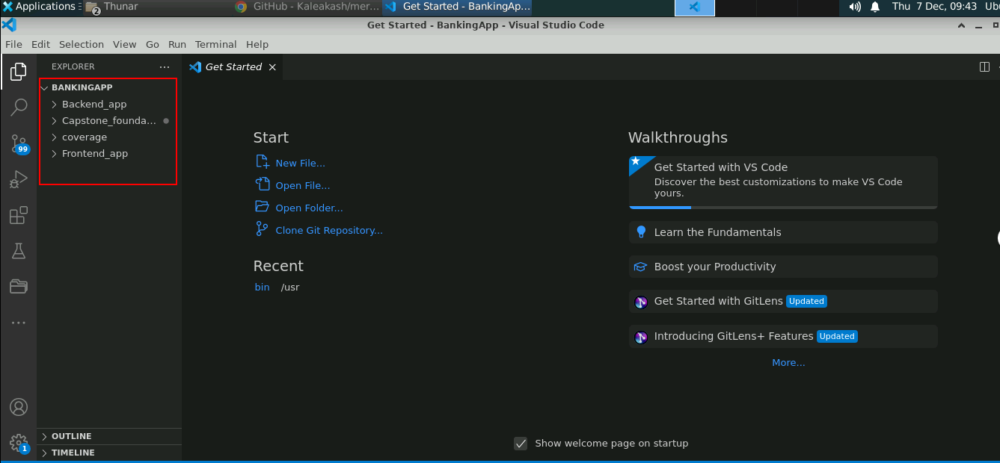 Applications
2
Thunar
GitHub - Kaleakash/mer...
Get Started - BankingAp...
Thu 7 Dec, 09:43 Ubu
Get Started - BankingApp - Visual Studio Code
File Edit Selection View Go Run Terminal Help
EXPLORER
Get Started
BANKINGAPP
Backend_app
Capstone_founda...
coverage
Frontend_app
99
Start
New File...
Open File...
Open Folder...
Clone Git Repository...
Recent
bin /usr
Walkthroughs
Get Started with VS Code
Discover the best customizations to make VS Code
yours.
Learn the Fundamentals
Boost your Productivity
Get Started with GitLens Updated
Introducing GitLens+ Features Updated
More...
OUTLINE
TIMELINE
1
Show welcome page on startup